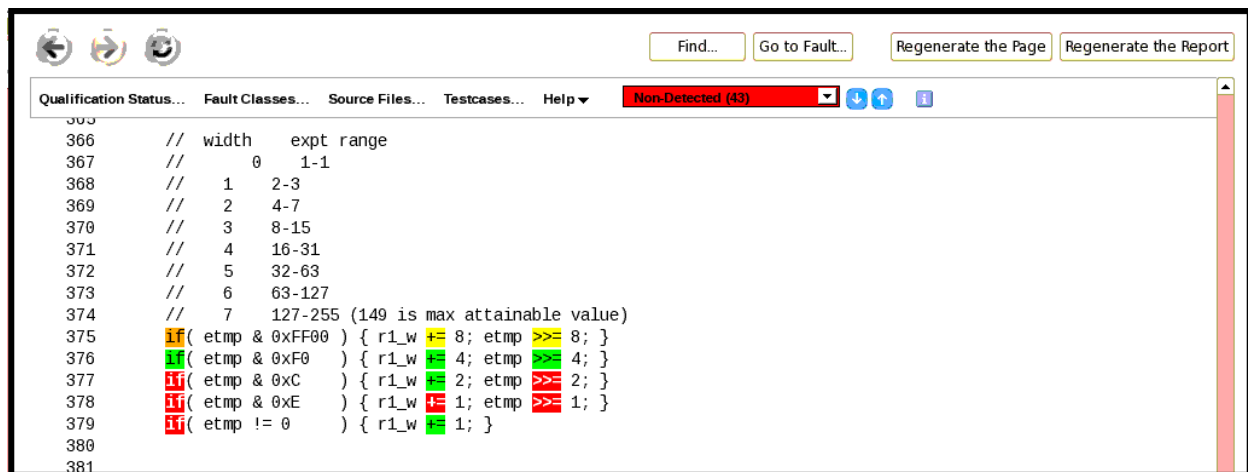 Find... Go to Fault... Regenerate the Page Regenerate the Report
Qualification Status... Fault Classes... Source Files... Testcases... Help Non-Detected (43)
365
366 // width expt range
367 // 0 1-1
368 // 1 2-3
369 // 2 4-7
370 // 3 8-15
371 // 4 16-31
372 // 5 32-63
373 // 6 63-127
374 // 7 127-255 (149 is max attainable value)
375 if( etmp & 0xFF00 ) { r1_w += 8; etmp >>= 8; }
376 if( etmp & 0xF0 ) { r1_w += 4; etmp >>= 4; }
377 if( etmp & 0xC ) { r1_w += 2; etmp >>= 2; }
378 if( etmp & 0xE ) { r1_w += 1; etmp >>= 1; }
379 if( etmp != 0 ) { r1_w += 1; }
380
381